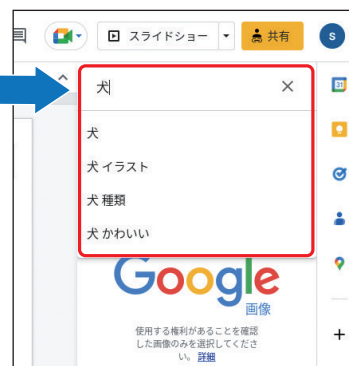 スライドショー
共有
S
犬
31
犬
犬 イラスト
犬 種類
犬 かわいい
Google
画像
使用する権利があることを確認
した画像のみを選択してくださ
い。 詳細